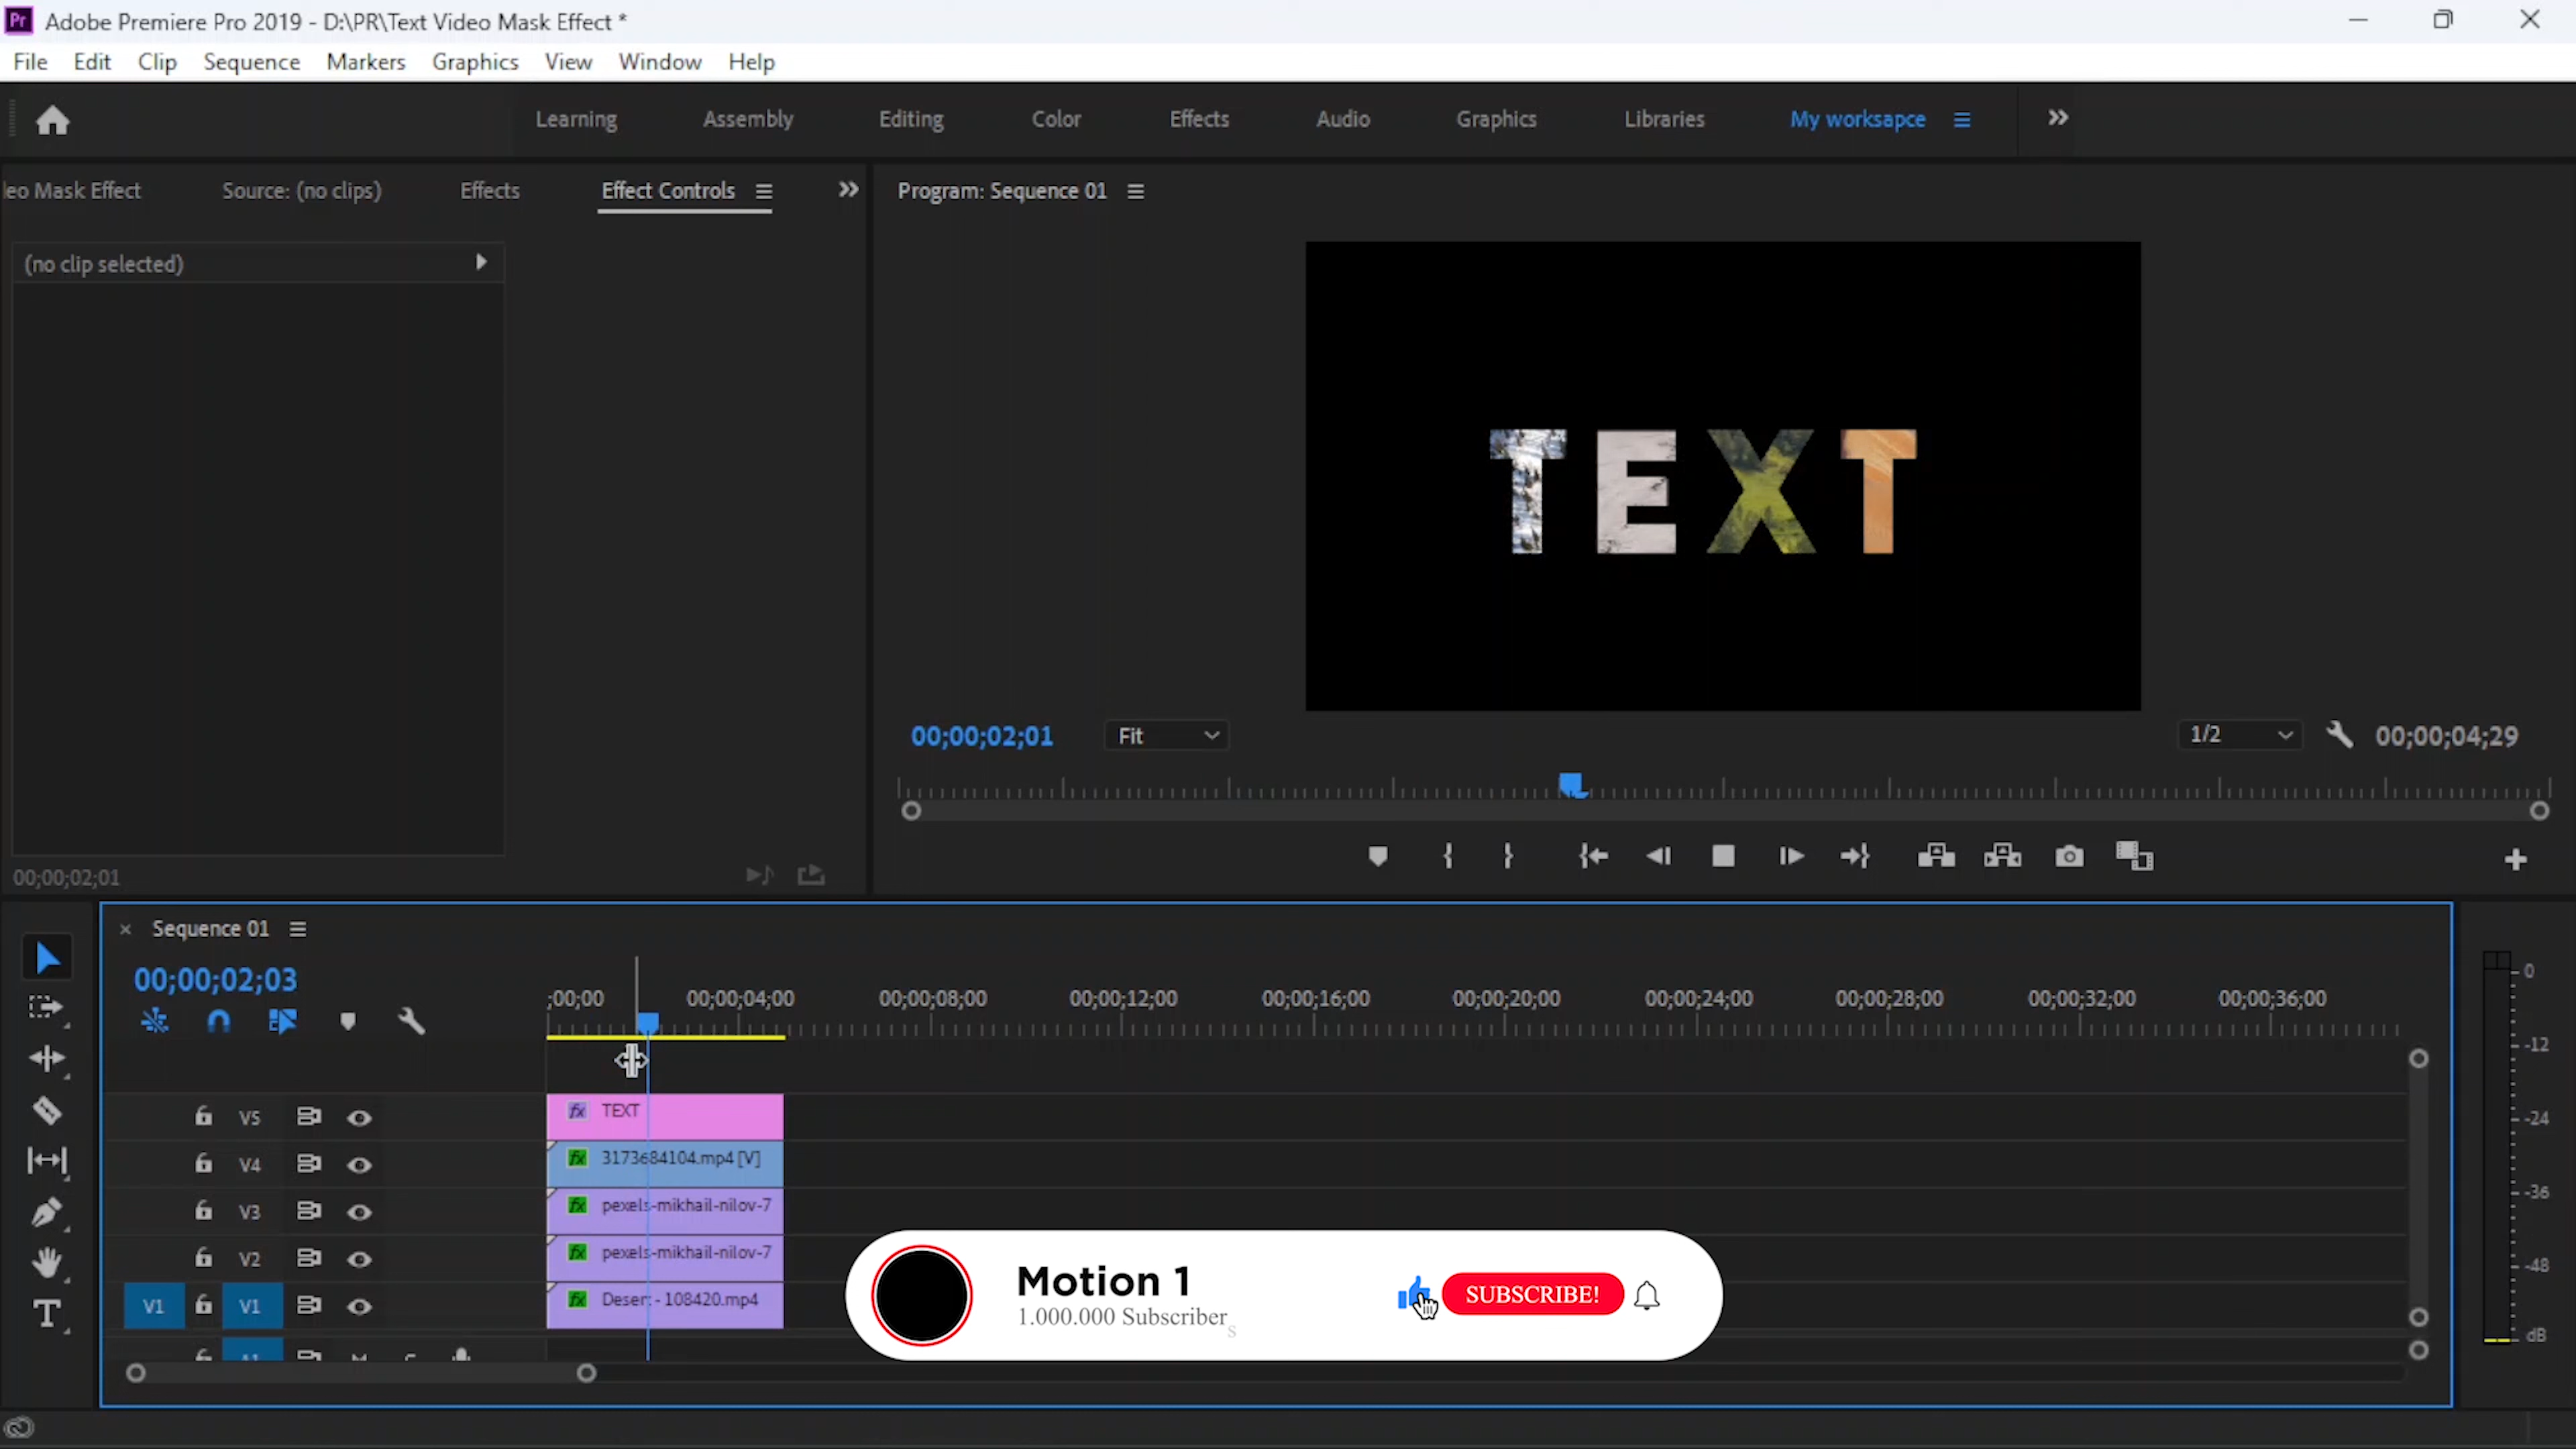 Pr Adobe Premiere Pro 2019 - D:\PR\Text Video Mask Effect *
File Edit Clip Sequence Markers Graphics View Window Help
Learning Assembly Editing Color Effects Audio Graphics Libraries My worksapce
eo Mask Effect Source: (no clips) Effects Effect Controls
Program: Sequence 01
(no clip selected)
TEXT
00;00;02;01 Fit 1/2 00;00;04;29
00;00;02;01
Sequence 01
00;00;02;03
;00;00 00;00;04;00 00;00;08;00 00;00;12;00 00;00;16;00 00;00;20;00 00;00;24;00 00;00;28;00 00;00;32;00 00;00;36;00
V5 fx TEXT
V4 fx 3173684104.mp4 [V]
V3 fx pexels-mikhail-nilov-7
V2 fx pexels-mikhail-nilov-7
V1 V1 fx Desert - 108420.mp4
A1 M S
T
0
-12
-24
-36
-48
dB
Motion 1
1.000.000 Subscribers
SUBSCRIBE!